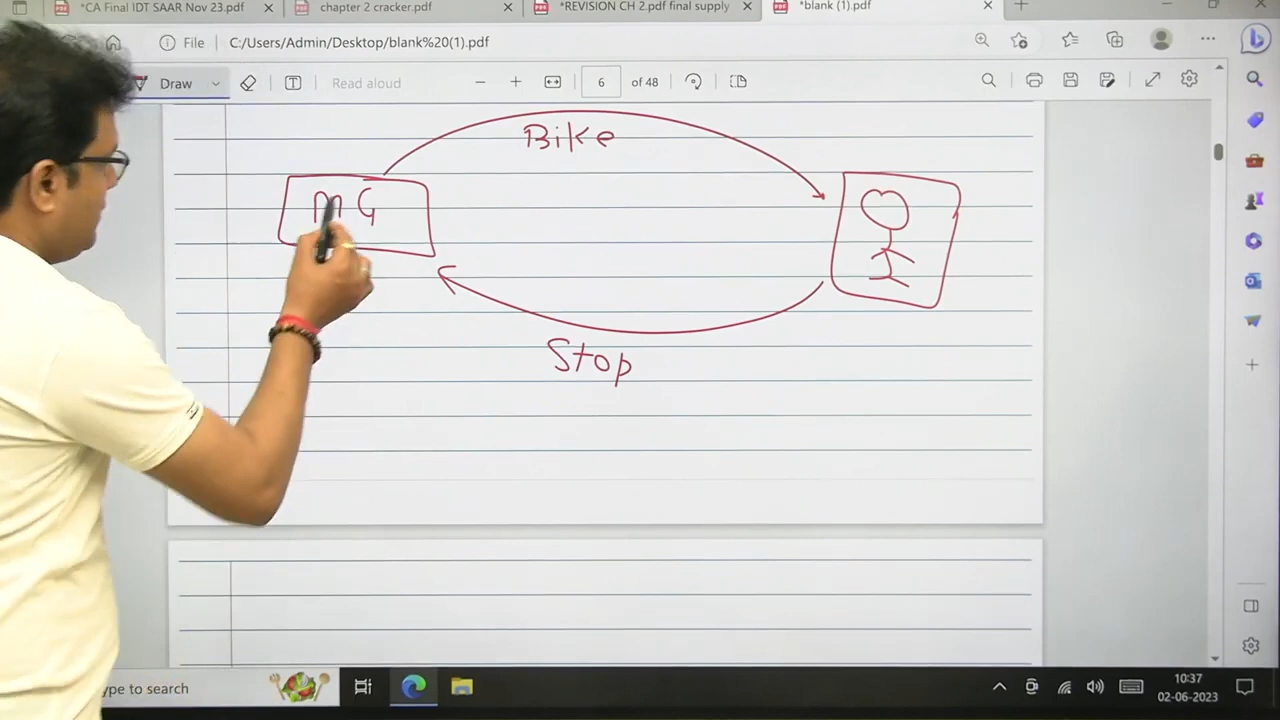 *CA Final IDT SAAR Nov 23.pdf
chapter 2 cracker.pdf
*REVISION CH 2.pdf final supply
*blank (1).pdf
File
C:/Users/Admin/Desktop/blank%20(1).pdf
Draw
Read aloud
6 of 48
Bike
MG
Stop
ype to search
10:37
02-06-2023